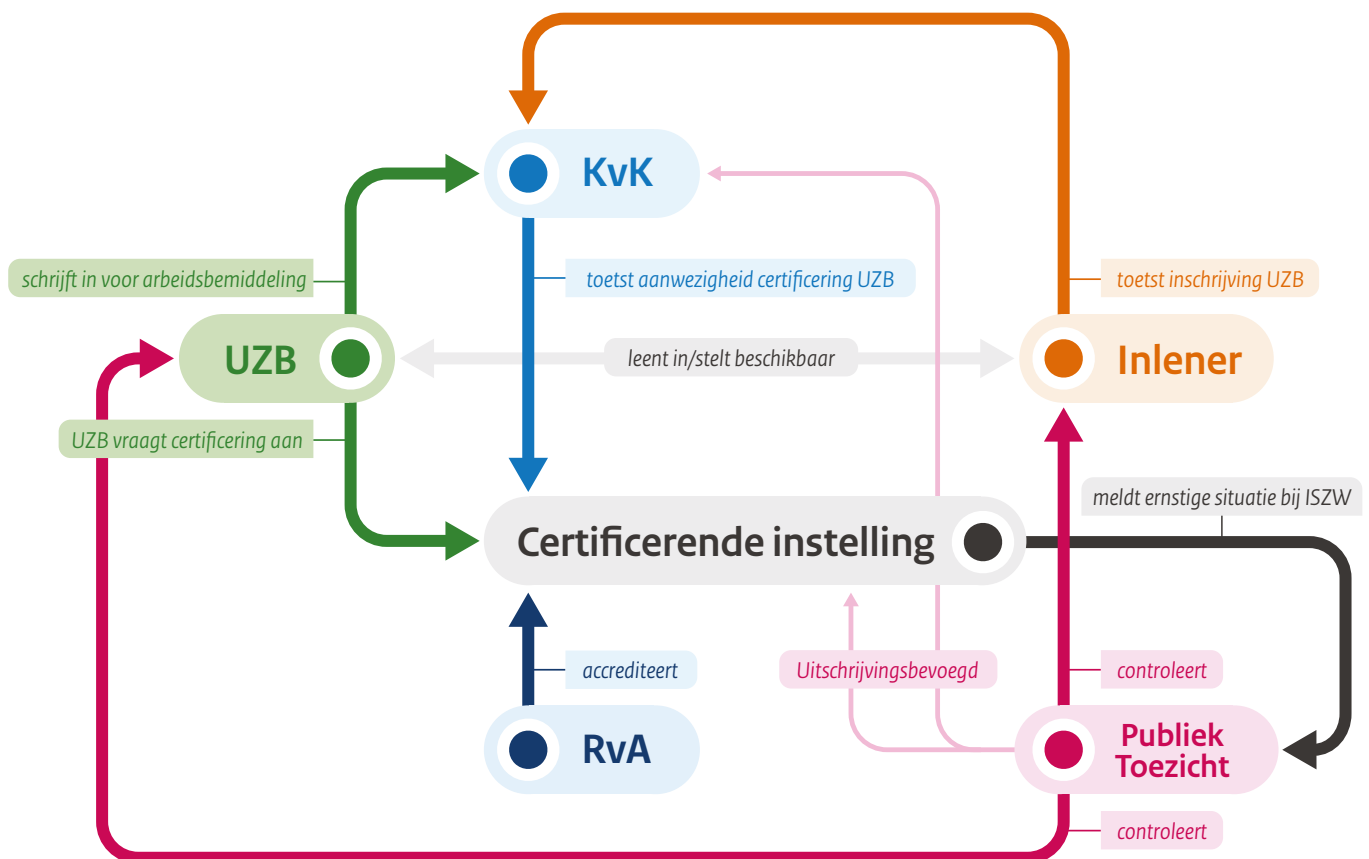 KvK
schrijft in voor arbeidsbemiddeling
toetst aanwezigheid certificering UZB
toetst inschrijving UZB
UZB
leent in/stelt beschikbaar
Inlener
UZB vraagt certificering aan
meldt ernstige situatie bij ISZW
Certificerende instelling
accrediteert
Uitschrijvingsbevoegd
controleert
RvA
Publiek
Toezicht
controleert